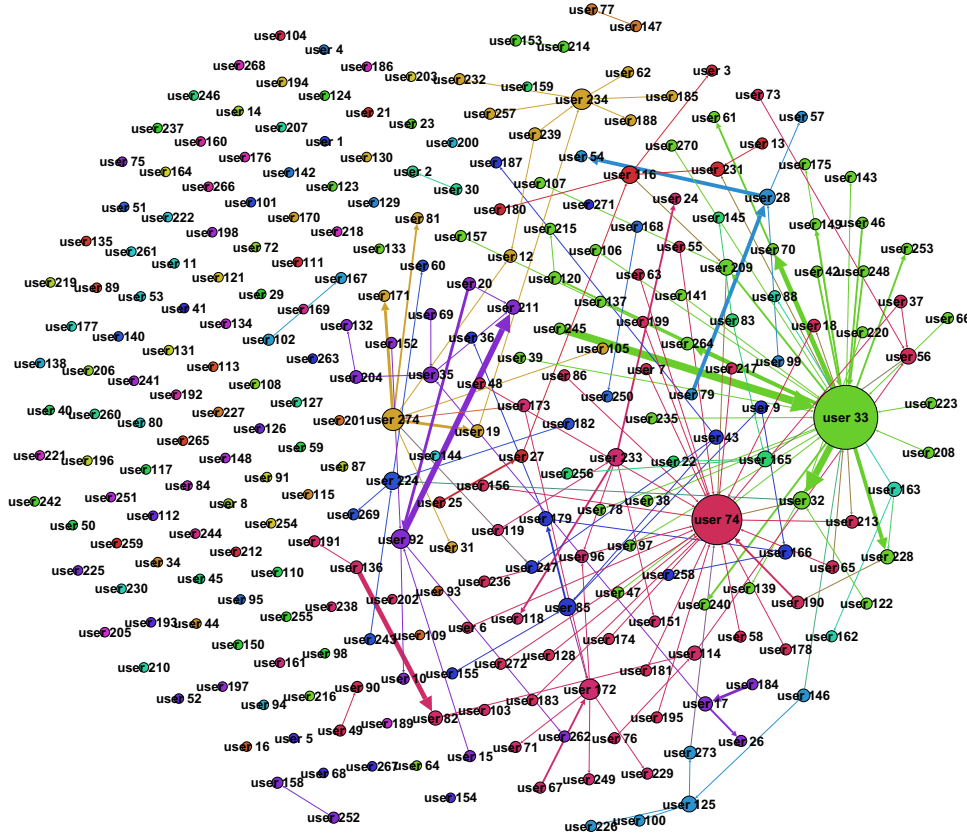 user 77
user 147
user 104
user 4
user 153
user 214
user 268
user 186
user 194
user 203
user 232
user 159
user 62
user 3
user 246
user 124
user 234
user 185
user 73
user 14
user 21
user 257
user 188
user 61
user 57
user 237
user 207
user 23
user 239
user 160
user 1
user 200
user 270
user 13
user 75
user 176
user 130
user 187
user 54
user 164
user 142
user 2
user 116
user 231
user 175
user 143
user 266
user 123
user 30
user 107
user 24
user 28
user 51
user 101
user 129
user 180
user 271
user 222
user 170
user 81
user 215
user 168
user 145
user 149
user 46
user 198
user 218
user 157
user 135
user 261
user 72
user 133
user 106
user 55
user 70
user 253
user 11
user 111
user 60
user 12
user 209
user 42
user 248
user 219
user 89
user 121
user 167
user 20
user 120
user 63
user 53
user 29
user 171
user 211
user 137
user 141
user 88
user 37
user 41
user 169
user 177
user 134
user 132
user 69
user 245
user 199
user 83
user 18
user 66
user 140
user 102
user 152
user 36
user 264
user 220
user 131
user 263
user 39
user 105
user 138
user 206
user 113
user 204
user 35
user 48
user 86
user 7
user 217
user 99
user 56
user 241
user 108
user 192
user 127
user 173
user 250
user 79
user 9
user 223
user 40
user 260
user 227
user 201
user 274
user 19
user 182
user 235
user 33
user 80
user 126
user 265
user 43
user 221
user 196
user 148
user 59
user 144
user 27
user 233
user 22
user 165
user 208
user 117
user 87
user 256
user 84
user 91
user 224
user 156
user 163
user 242
user 251
user 115
user 8
user 25
user 38
user 32
user 112
user 269
user 78
user 50
user 254
user 179
user 74
user 213
user 244
user 119
user 259
user 191
user 92
user 31
user 97
user 212
user 96
user 166
user 228
user 34
user 136
user 247
user 65
user 225
user 110
user 258
user 45
user 236
user 230
user 93
user 139
user 202
user 47
user 190
user 95
user 238
user 240
user 122
user 255
user 85
user 118
user 205
user 193
user 44
user 151
user 6
user 109
user 243
user 174
user 58
user 162
user 150
user 98
user 178
user 161
user 272
user 128
user 114
user 210
user 155
user 181
user 10
user 197
user 90
user 172
user 184
user 52
user 216
user 183
user 146
user 94
user 17
user 103
user 82
user 195
user 189
user 49
user 5
user 262
user 76
user 26
user 16
user 71
user 15
user 273
user 68
user 267
user 64
user 229
user 249
user 158
user 67
user 154
user 125
user 252
user 100
user 226